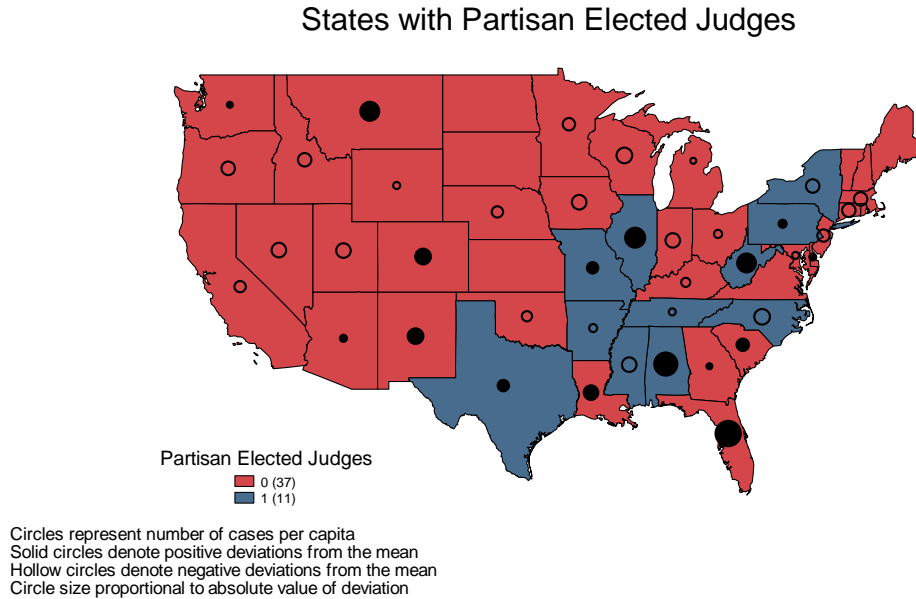 States with Partisan Elected Judges
Partisan Elected Judges
0 (37)
1 (11)
Circles represent number of cases per capita
Solid circles denote positive deviations from the mean
Hollow circles denote negative deviations from the mean
Circle size proportional to absolute value of deviation